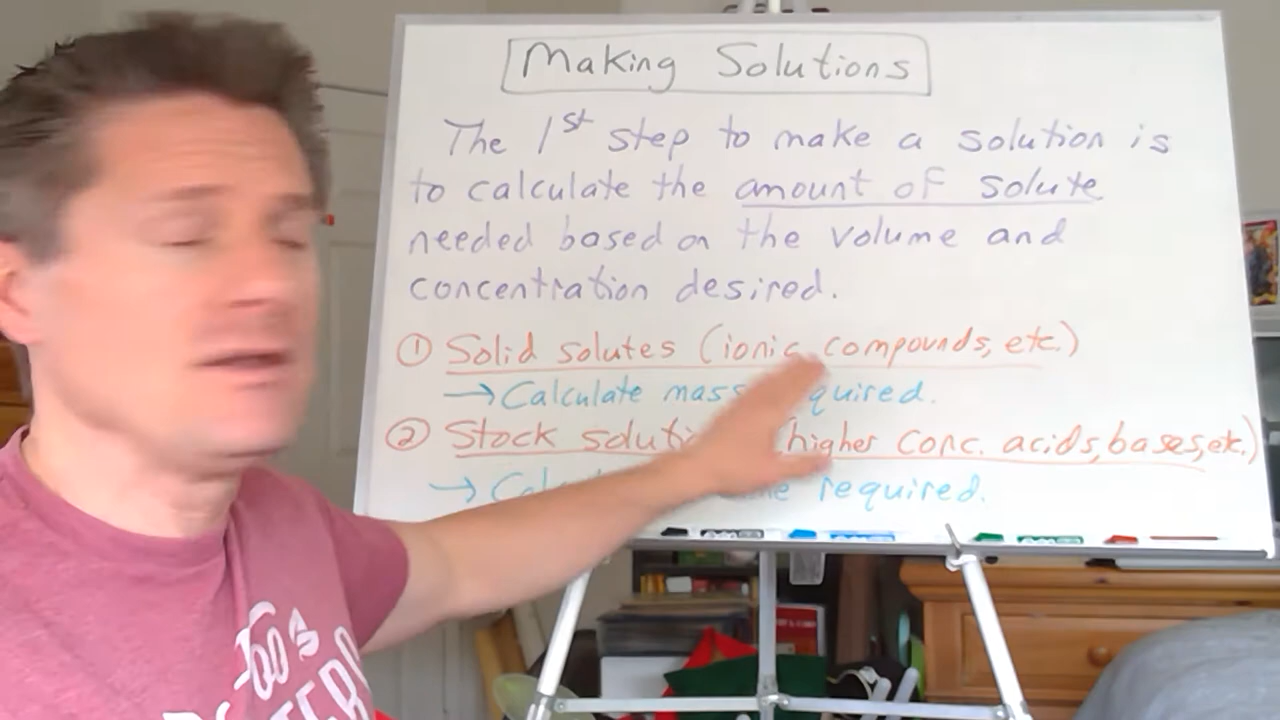 Making Solutions
The 1st step to make a solution is
to calculate the amount of solute
needed based on the volume and
concentration desired.
① Solid solutes (ionic compounds, etc.)
→ Calculate mass quired.
② Stock soluti (higher conc. acids, bases, etc.)
→ required.